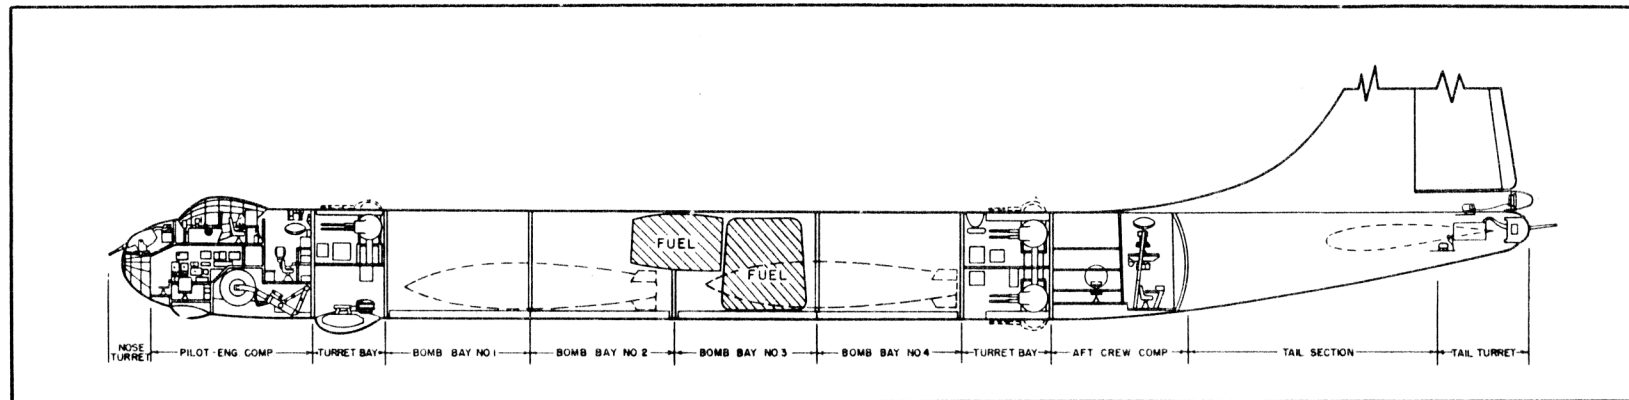 FUEL
FUEL
NOSE
TURRET
PILOT-ENG COMP
TURRET BAY
BOMB BAY NO 1
BOMB BAY NO 2
BOMB BAY NO 3
BOMB BAY NO 4
TURRET BAY
AFT CREW COMP
TAIL SECTION
TAIL TURRET